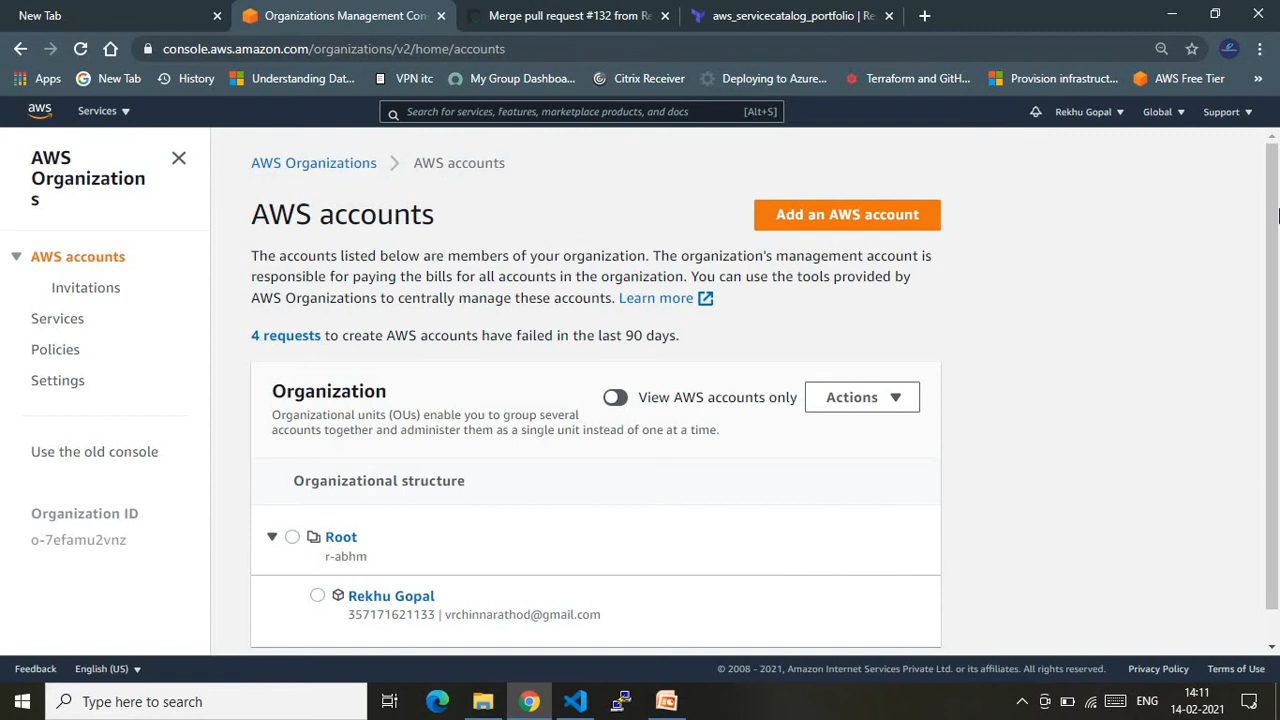 New Tab
Organizations Management Con
Merge pull request #132 from Re
aws_servicecatalog_portfolio | Re
console.aws.amazon.com/organizations/v2/home/accounts
Apps
New Tab
History
Understanding Dat...
VPN itc
My Group Dashboa...
Citrix Receiver
Deploying to Azure...
Terraform and GitH...
Provision infrastruct...
AWS Free Tier
»
aws
Services
Search for services, features, marketplace products, and docs
[Alt+S]
Rekhu Gopal
Global
Support
AWS
Organization
s
AWS accounts
Invitations
Services
Policies
Settings
Use the old console
Organization ID
o-7efamu2vnz
AWS Organizations
AWS accounts
AWS accounts
Add an AWS account
The accounts listed below are members of your organization. The organization's management account is
responsible for paying the bills for all accounts in the organization. You can use the tools provided by
AWS Organizations to centrally manage these accounts. Learn more
4 requests to create AWS accounts have failed in the last 90 days.
Organization
View AWS accounts only
Actions
Organizational units (OUs) enable you to group several
accounts together and administer them as a single unit instead of one at a time.
Organizational structure
Root
r-abhm
Rekhu Gopal
357171621133 | vrchinnarathod@gmail.com
Feedback
English (US)
© 2008 - 2021, Amazon Internet Services Private Ltd. or its affiliates. All rights reserved.
Privacy Policy
Terms of Use
Type here to search
ENG
14:11
14-02-2021